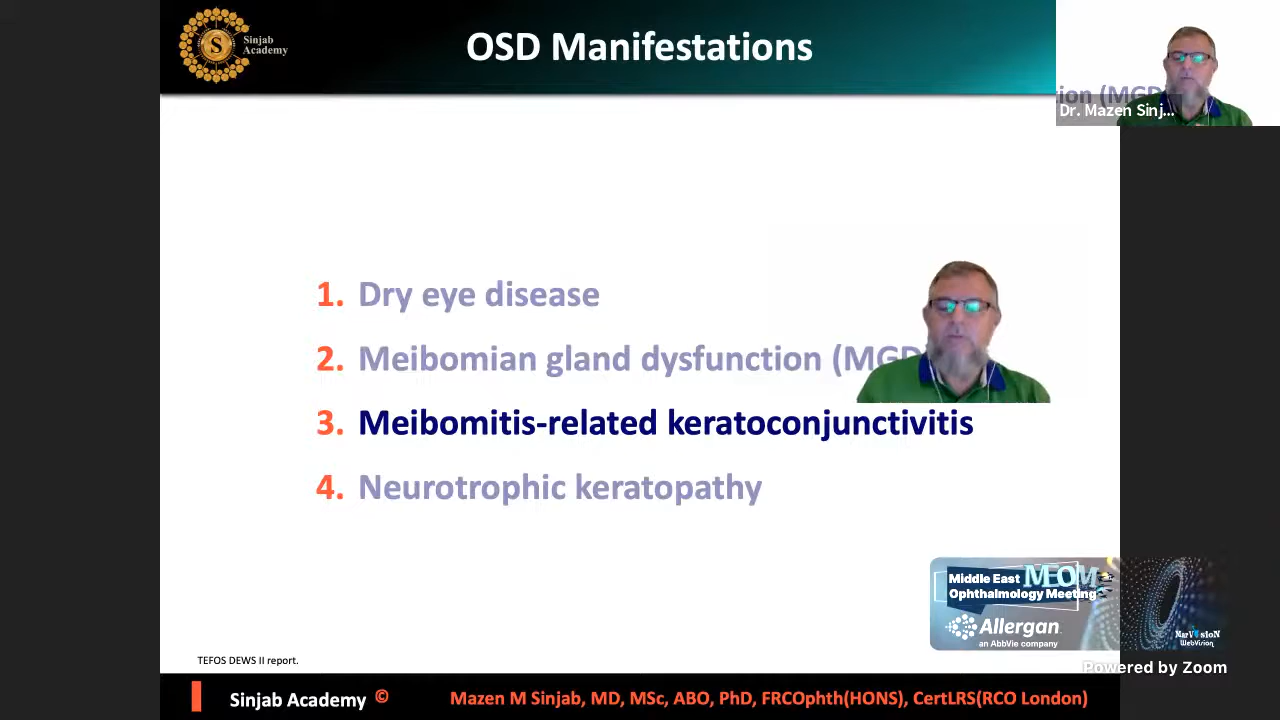 Sinjab
Academy
S
OSD Manifestations
ion (MGD
Dr. Mazen Sinj...
1. Dry eye disease
2. Meibomian gland dysfunction (MGD
3. Meibomitis-related keratoconjunctivitis
4. Neurotrophic keratopathy
Middle East MEOM
Ophthalmology Meeting
Allergan
an AbbVie company
NarVisioN
WebVision
Powered by Zoom
TEFOS DEWS II report.
Sinjab Academy ©
Mazen M Sinjab, MD, MSc, ABO, PhD, FRCOphth(HONS), CertLRS(RCO London)